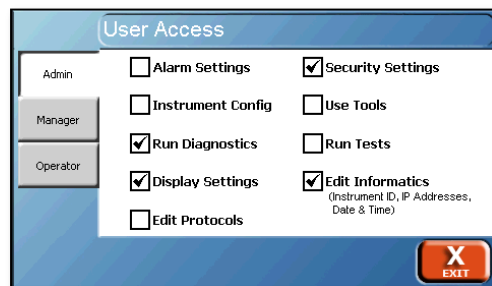 User Access
Admin
Manager
Operator
Alarm Settings
Instrument Config
Run Diagnostics
Display Settings
Edit Protocols
Security Settings
Use Tools
Run Tests
Edit Informatics
(Instrument ID, IP Addresses,
Date & Time)
X
EXIT